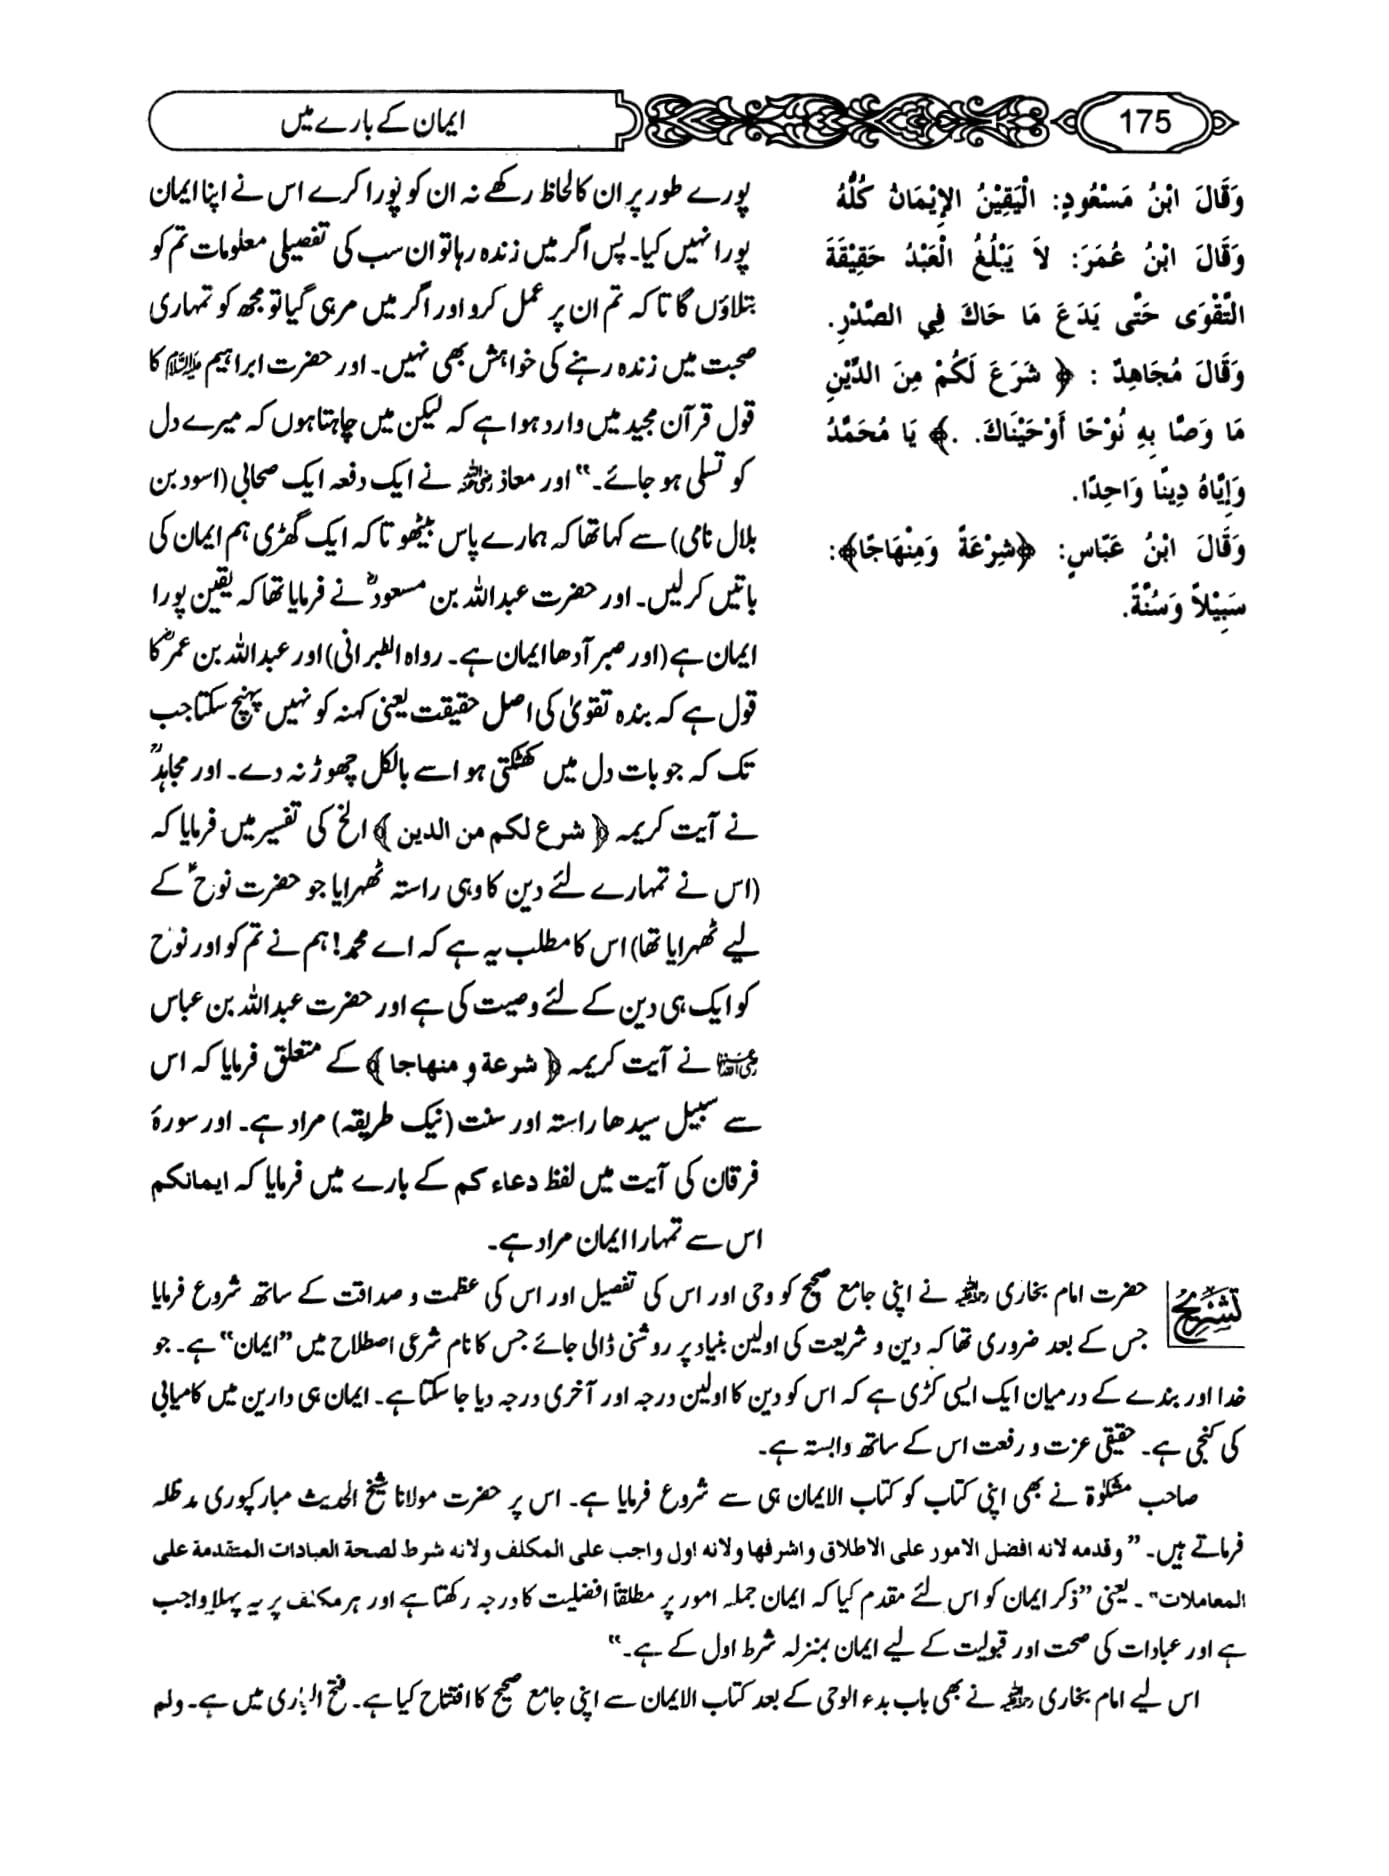 175
ایمان کے بارے میں
وَقَالَ ابْنُ مَسْعُودٍ: الْيَقِيْنُ الإِيْمَانُ كُلُّهُ
وَقَالَ ابْنُ عُمَرَ: لاَ يَبْلُغُ الْعَبْدُ حَقِيْقَةَ
التَّقْوَى حَتَّى يَدَعَ مَا حَاكَ فِي الصَّدْرِ.
وَقَالَ مُجَاهِدٌ : ﴿ شَرَعَ لَكُمْ مِنَ الدِّيْنِ
مَا وَصَّا بِهِ نُوْحًا أَوْحَيْنَاكَ. .﴾ يَا مُحَمَّدُ
وَإِيَّاهُ دِينًا وَاحِدًا.
وَقَالَ ابْنُ عَبَّاسٍ: ﴿شِرْعَةً وَمِنْهَاجًا﴾:
سَبِيْلاً وَسُنَّةً.
پورے طور پر ان کا لحاظ رکھے نہ ان کو پورا کرے اس نے اپنا ایمان
پورا نہیں کیا۔ پس اگر میں زندہ رہا تو ان سب کی تفصیلی معلومات تم کو
بتلاؤں گا تاکہ تم ان پر عمل کرو اور اگر میں مر ہی گیا تو مجھ کو تمہاری
صحبت میں زندہ رہنے کی خواہش بھی نہیں۔ اور حضرت ابراہیم علیہ السلام کا
قول قرآن مجید میں وارد ہوا ہے کہ لیکن میں چاہتا ہوں کہ میرے دل
کو تسلی ہو جائے۔“ اور معاذ رضی اللہ عنہ نے ایک دفعہ ایک صحابی (اسود بن
بلال نامی) سے کہا تھا کہ ہمارے پاس بیٹھو تاکہ ایک گھڑی ہم ایمان کی
باتیں کر لیں۔ اور حضرت عبداللہ بن مسعودؓ نے فرمایا تھا کہ یقین پورا
ایمان ہے (اور صبر آدھا ایمان ہے۔ رواہ الطبرانی) اور عبداللہ بن عمرؓ کا
قول ہے کہ بندہ تقویٰ کی اصل حقیقت یعنی کہنہ کو نہیں پہنچ سکتا جب
تک کہ جو بات دل میں کھٹکتی ہو اسے بالکل چھوڑ نہ دے۔ اور مجاہدؒ
نے آیت کریمہ ﴿ شرع لکم من الدین ﴾ الخ کی تفسیر میں فرمایا کہ
(اس نے تمہارے لئے دین کا وہی راستہ ٹھہرایا جو حضرت نوحؑ کے
لیے ٹھہرایا تھا) اس کا مطلب یہ ہے کہ اے محمد! ہم نے تم کو اور نوح
کو ایک ہی دین کے لئے وصیت کی ہے اور حضرت عبداللہ بن عباس
رضی اللہ عنہما نے آیت کریمہ ﴿ شرعة و منهاجا ﴾ کے متعلق فرمایا کہ اس
سے سبیل سیدھا راستہ اور سنت (نیک طریقہ) مراد ہے۔ اور سورۂ
فرقان کی آیت میں لفظ دعاء کم کے بارے میں فرمایا کہ ایمانکم
اس سے تمہارا ایمان مراد ہے۔
تشریح حضرت امام بخاری رحمہ اللہ نے اپنی جامع صحیح کو وحی اور اس کی تفصیل اور اس کی عظمت و صداقت کے ساتھ شروع فرمایا
جس کے بعد ضروری تھا کہ دین و شریعت کی اولین بنیاد پر روشنی ڈالی جائے جس کا نام شرعی اصطلاح میں ”ایمان“ ہے۔ جو
خدا اور بندے کے درمیان ایک ایسی کڑی ہے کہ اس کو دین کا اولین درجہ اور آخری درجہ دیا جا سکتا ہے۔ ایمان ہی دارین میں کامیابی
کی کنجی ہے۔ حقیقی عزت و رفعت اس کے ساتھ وابستہ ہے۔
صاحب مشکوٰۃ نے بھی اپنی کتاب کو کتاب الایمان ہی سے شروع فرمایا ہے۔ اس پر حضرت مولانا شیخ الحدیث مبارکپوری مدظلہ
فرماتے ہیں۔ ”وقدمه لانه افضل الامور على الاطلاق واشرفها ولانه اول واجب على المكلف ولانه شرط لصحة العبادات المتقدمة على
المعاملات“۔ یعنی ”ذکر ایمان کو اس لئے مقدم کیا کہ ایمان جملہ امور پر مطلقاً افضلیت کا درجہ رکھتا ہے اور ہر مکلف پر یہ پہلا واجب
ہے اور عبادات کی صحت اور قبولیت کے لیے ایمان بمنزلہ شرط اول کے ہے۔“
اس لیے امام بخاری رحمہ اللہ نے بھی باب بدء الوحی کے بعد کتاب الایمان سے اپنی جامع صحیح کا افتتاح کیا ہے۔ فتح الباری میں ہے۔ ولم